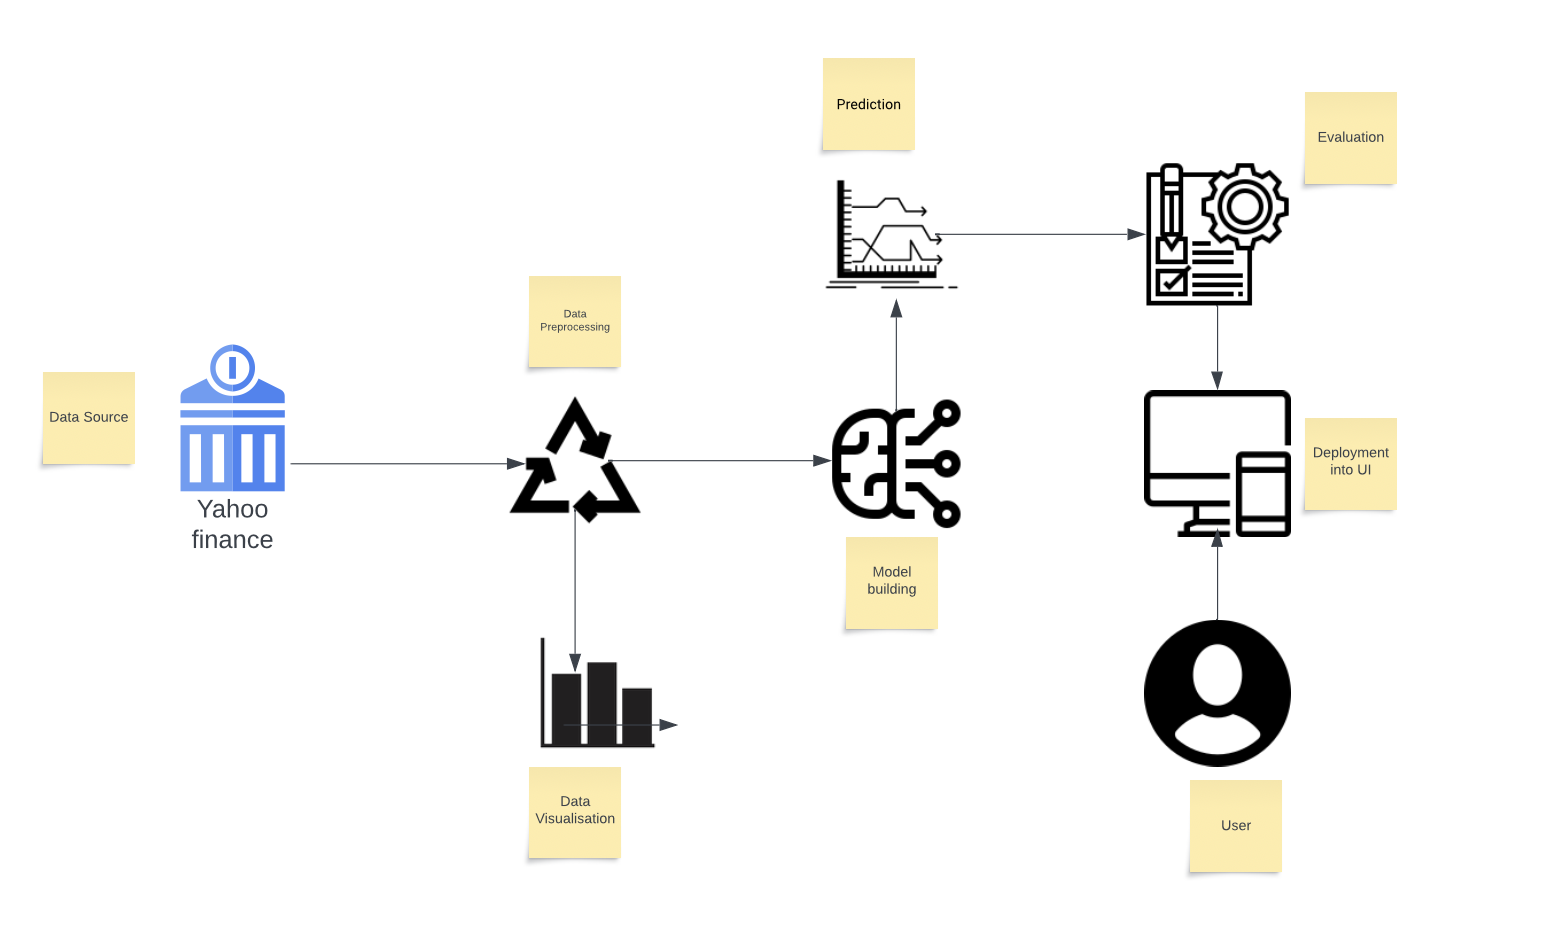 Prediction
Evaluation
Data
Preprocessing
Data Source
Yahoo
finance
Deployment
into UI
Model
building
Data
Visualisation
User